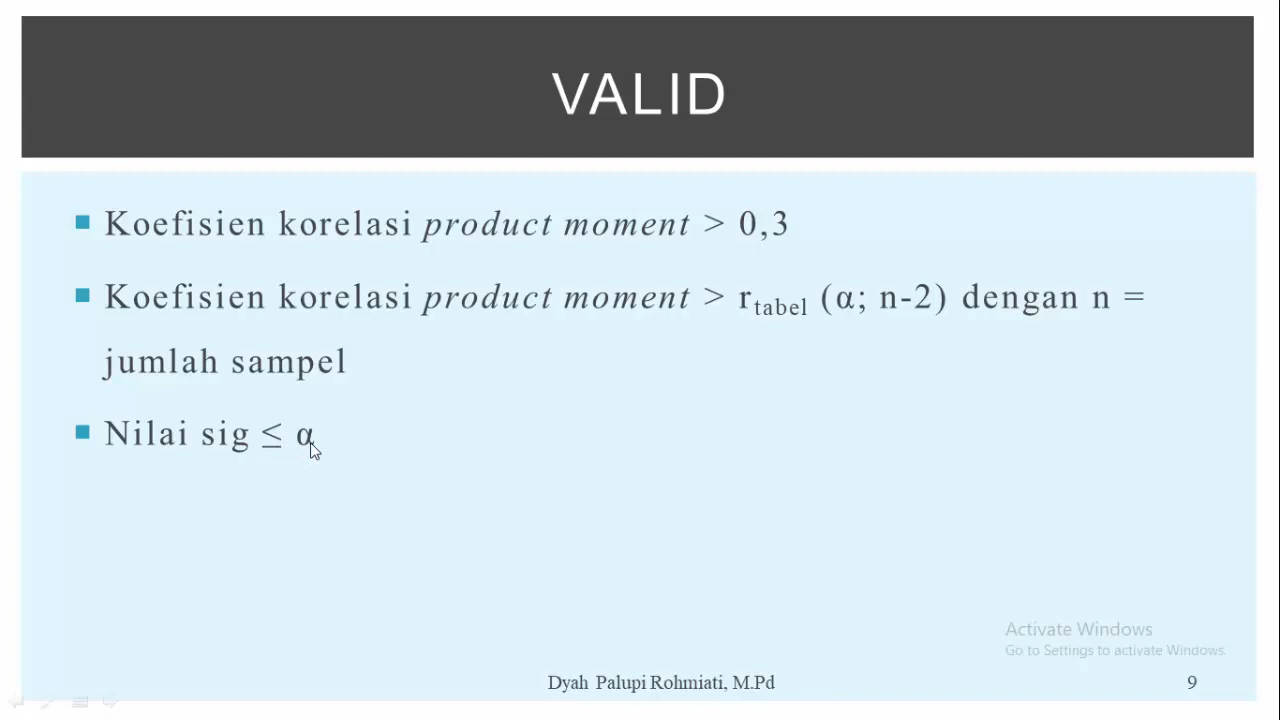 VALID
Koefisien korelasi product moment > 0,3
Koefisien korelasi product moment > rtabel (α; n-2) dengan n =
jumlah sampel
Nilai sig ≤ α
Activate Windows
Go to Settings to activate Windows.
Dyah Palupi Rohmiati, M.Pd
9